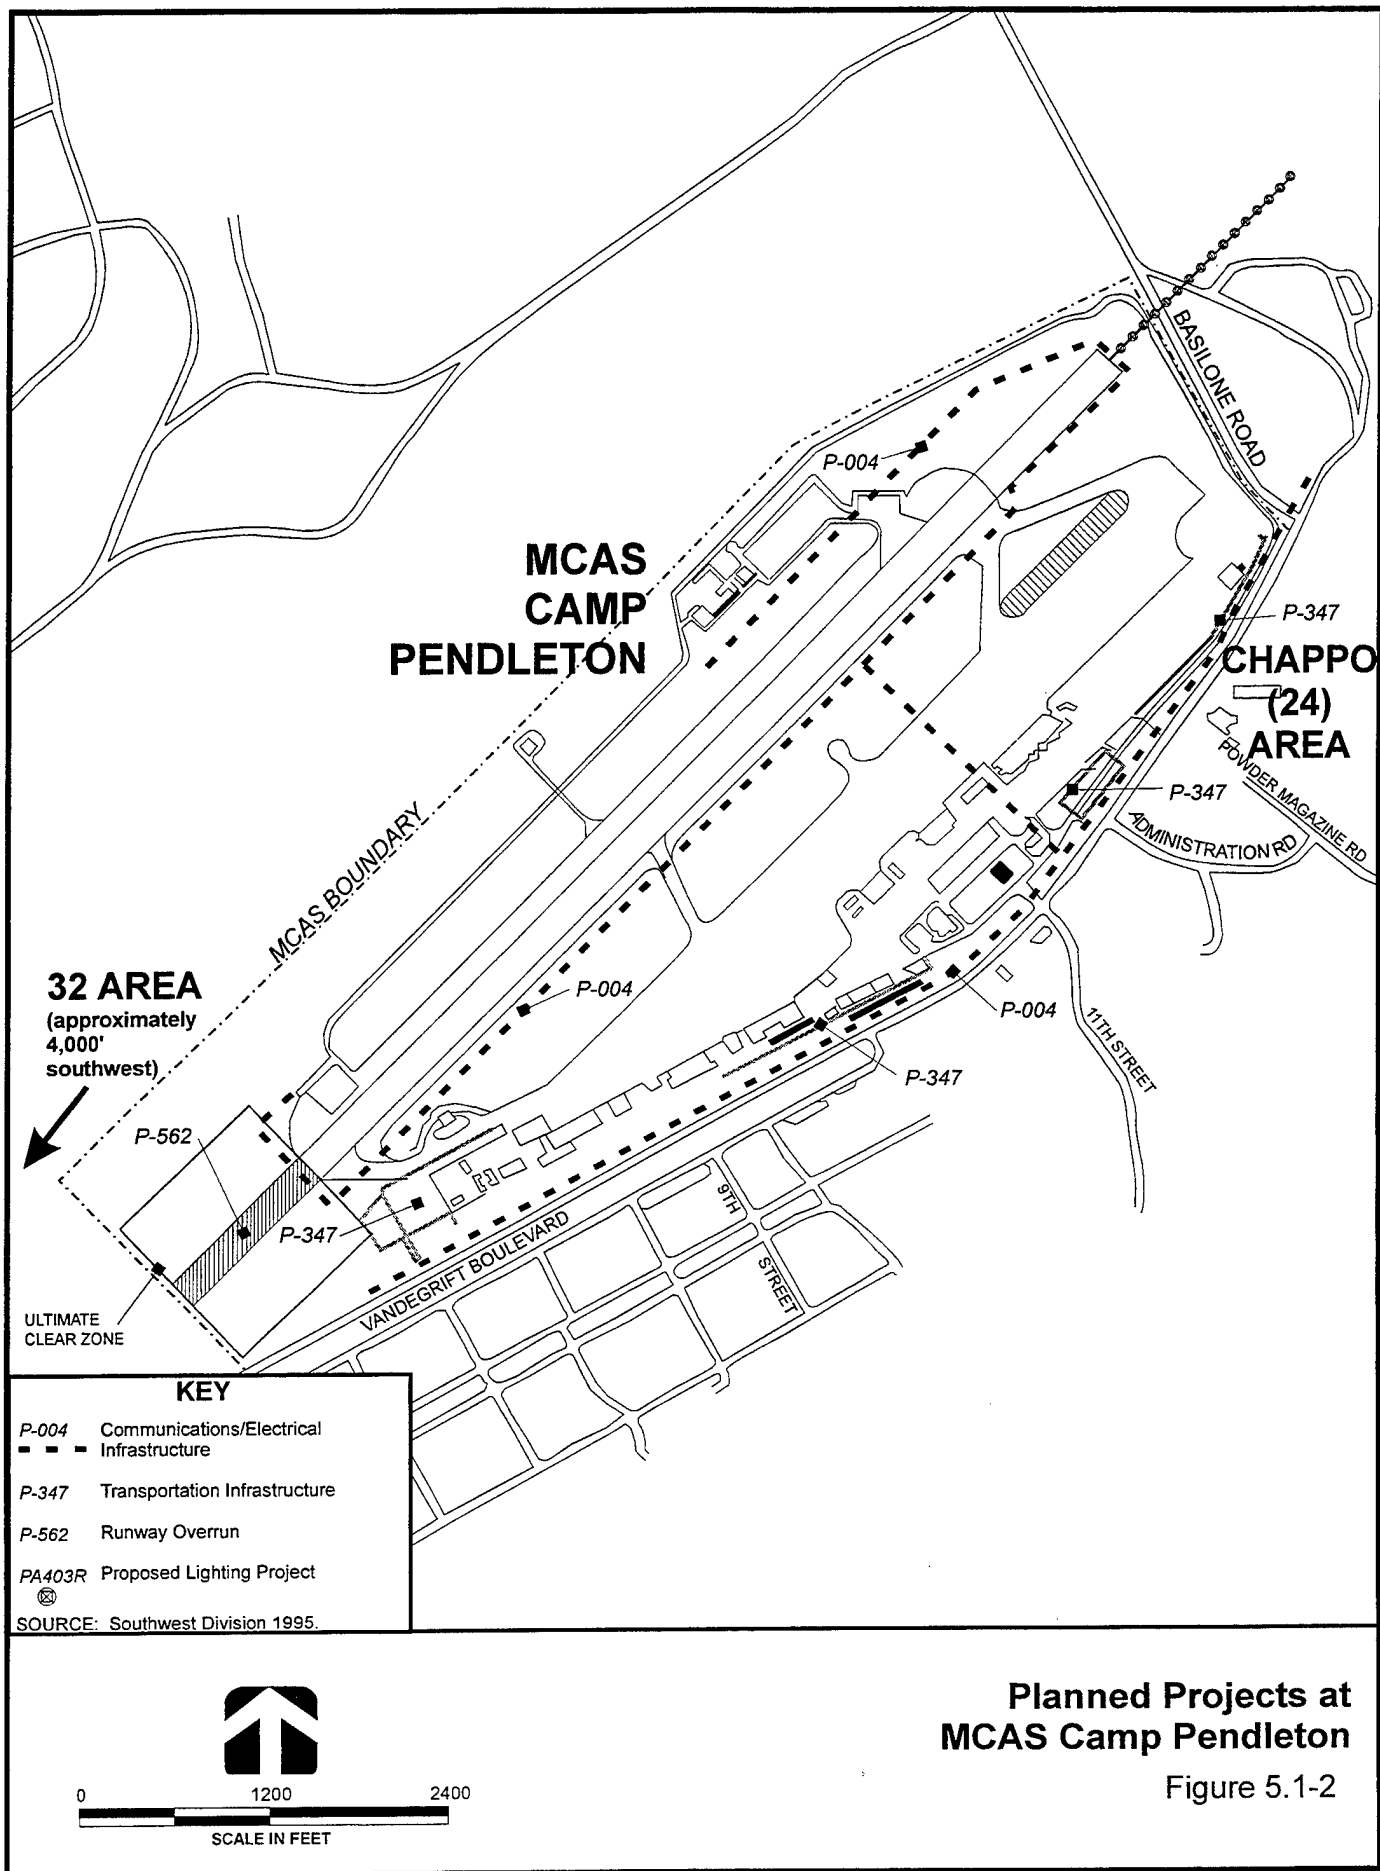 BASILONE ROAD
P-004
MCAS
CAMP
PENDLETON
P-347
CHAPPO
(24)
AREA
POWDER MAGAZINE RD
P-347
ADMINISTRATION RD
MCAS BOUNDARY
32 AREA
(approximately
4,000'
southwest)
P-004
P-004
11TH STREET
P-347
P-562
P-347
9TH
STREET
VANDEGRIFT BOULEVARD
ULTIMATE
CLEAR ZONE
KEY
P-004 Communications/Electrical
Infrastructure
P-347 Transportation Infrastructure
P-562 Runway Overrun
PA403R Proposed Lighting Project
SOURCE: Southwest Division 1995.
Planned Projects at
MCAS Camp Pendleton
Figure 5.1-2
0 1200 2400
SCALE IN FEET